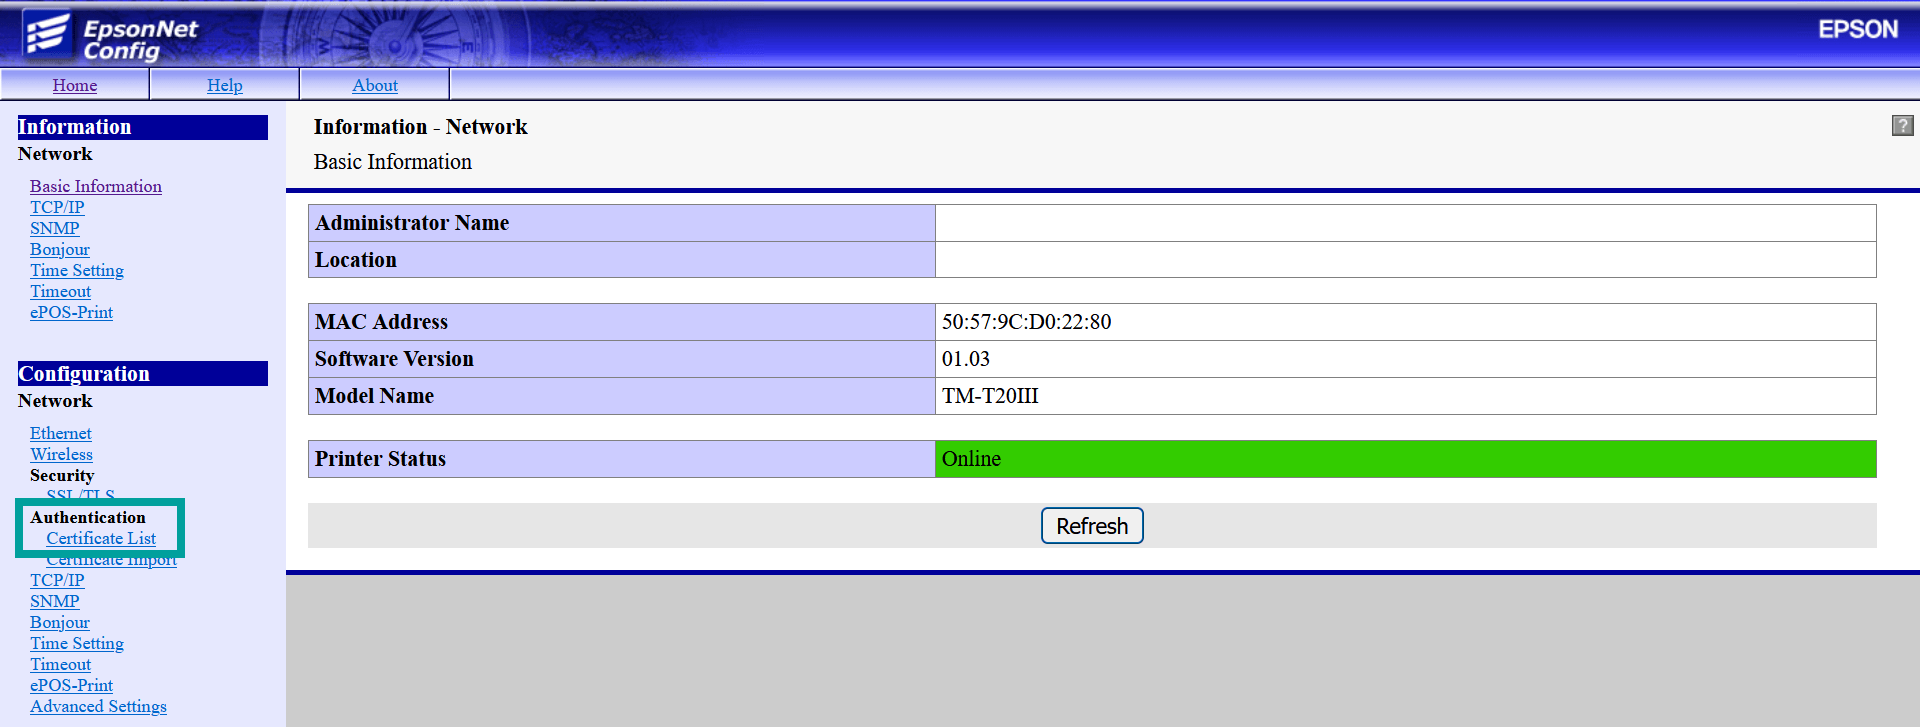 EpsonNet
Config
EPSON
Home
Help
About
Information
Network
Basic Information
TCP/IP
SNMP
Bonjour
Time Setting
Timeout
ePOS-Print
Configuration
Network
Ethernet
Wireless
Security
SSL/TLS
Authentication
Certificate List
Certificate Import
TCP/IP
SNMP
Bonjour
Time Setting
Timeout
ePOS-Print
Advanced Settings
Information - Network
?
Basic Information
Administrator Name
Location
MAC Address 50:57:9C:D0:22:80
Software Version 01.03
Model Name TM-T20III
Printer Status Online
Refresh